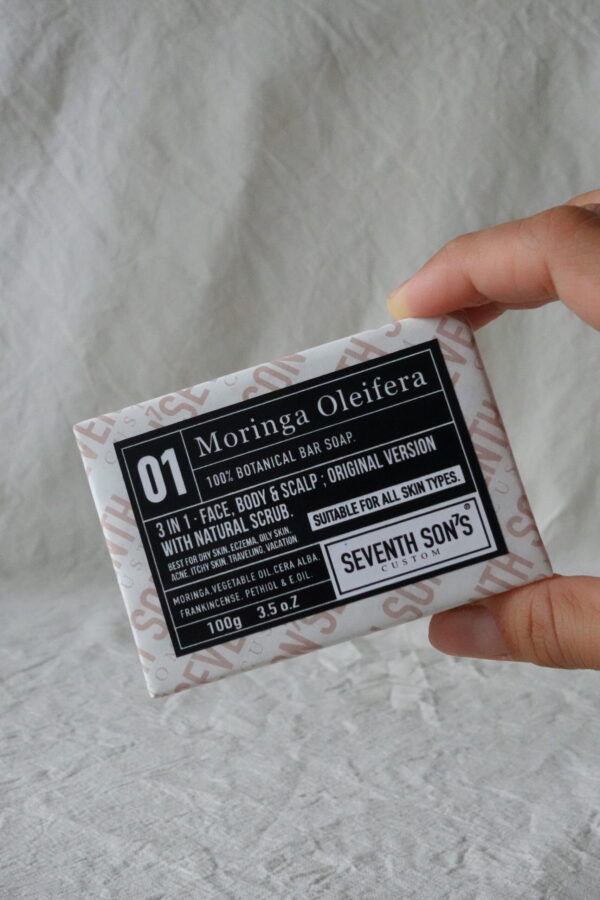 01
Moringa Oleifera
100% BOTANICAL BAR SOAP.
3 IN 1 · FACE, BODY & SCALP ; ORIGINAL VERSION
WITH NATURAL SCRUB.
SUITABLE FOR ALL SKIN TYPES.
BEST FOR DRY SKIN, ECZEMA, OILY SKIN,
ACNE, ITCHY SKIN, TRAVELING, VACATION
MORINGA,VEGETABLE OIL,CERA ALBA,
FRANKINCENSE, PETHIOL & E.OIL.
100g 3.5 o.Z
SEVENTH SON'S®
CUSTOM